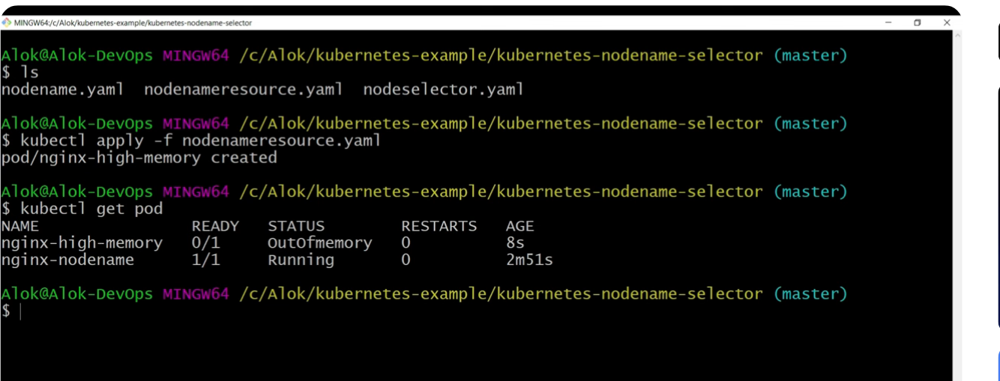 MINGW64:/c/Alok/kubernetes-example/kubernetes-nodename-selector
Alok@Alok-DevOps MINGW64 /c/Alok/kubernetes-example/kubernetes-nodename-selector (master)
$ ls
nodename.yaml  nodenameresource.yaml  nodeselector.yaml
Alok@Alok-DevOps MINGW64 /c/Alok/kubernetes-example/kubernetes-nodename-selector (master)
$ kubectl apply -f nodenameresource.yaml
pod/nginx-high-memory created
Alok@Alok-DevOps MINGW64 /c/Alok/kubernetes-example/kubernetes-nodename-selector (master)
$ kubectl get pod
NAME                READY   STATUS        RESTARTS   AGE
nginx-high-memory   0/1     OutOfmemory   0          8s
nginx-nodename      1/1     Running       0          2m51s
Alok@Alok-DevOps MINGW64 /c/Alok/kubernetes-example/kubernetes-nodename-selector (master)
$